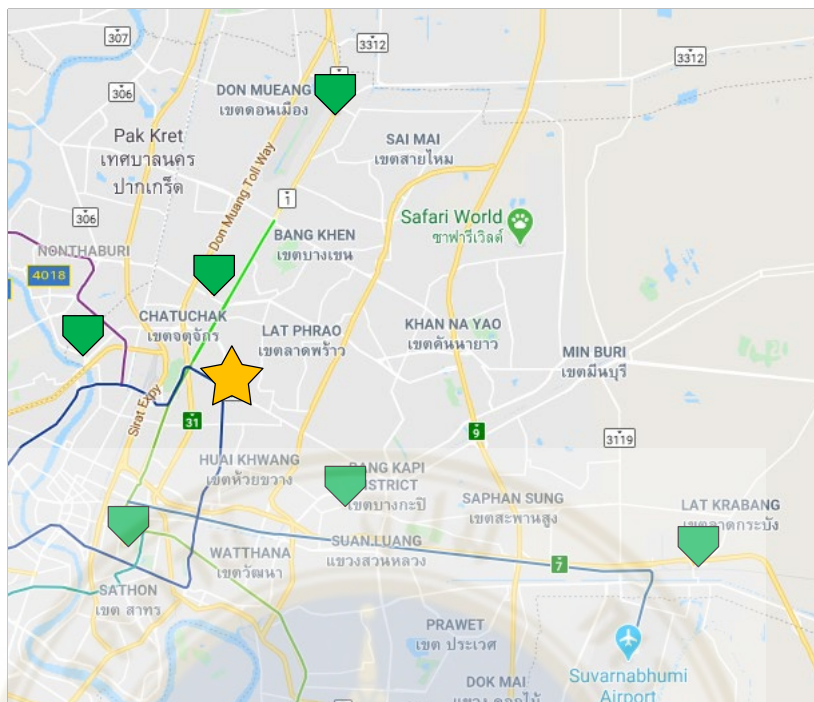 307
3312
3312
306
DON MUEANG
เขตดอนเมือง
Pak Kret
เทศบาลนคร
ปากเกร็ด
SAI MAI
เขตสายไหม
Don Muang Toll Way
1
306
Safari World
ซาฟารีเวิลด์
BANG KHEN
เขตบางเขน
NONTHABURI
4018
CHATUCHAK
เขตจตุจักร
LAT PHRAO
เขตลาดพร้าว
KHAN NA YAO
เขตคันนายาว
MIN BURI
เขตมีนบุรี
Sirat Expy
31
9
3119
HUAI KHWANG
เขตห้วยขวาง
BANG KAPI
DISTRICT
เขตบางกะปิ
SAPHAN SUNG
เขตสะพานสูง
LAT KRABANG
เขตลาดกระบัง
WATTHANA
เขตวัฒนา
SUAN LUANG
แขวงสวนหลวง
7
SATHON
เขต สาทร
PRAWET
เขต ประเวศ
Suvarnabhumi
Airport
DOK MAI
แขวง ดอกไม้